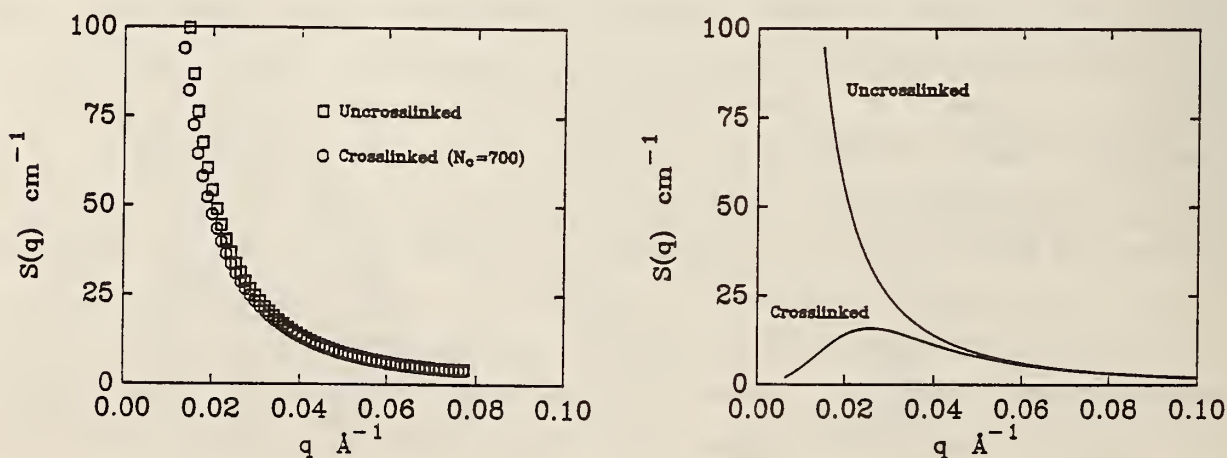 100
75
50
25
0
S(q) cm⁻¹
□ Uncrosslinked
○ Crosslinked (N_c=700)
0.00 0.02 0.04 0.06 0.08 0.10
q Å⁻¹
100
75
50
25
0
S(q) cm⁻¹
Uncrosslinked
Crosslinked
0.00 0.02 0.04 0.06 0.08 0.10
q Å⁻¹